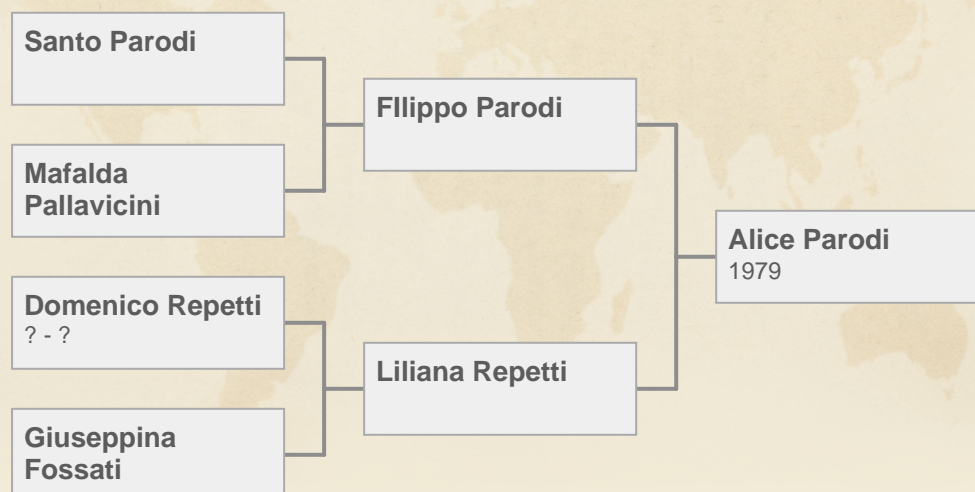 Santo Parodi
FIlippo Parodi
Mafalda
Pallavicini
Alice Parodi
1979
Domenico Repetti
? - ?
Liliana Repetti
Giuseppina
Fossati